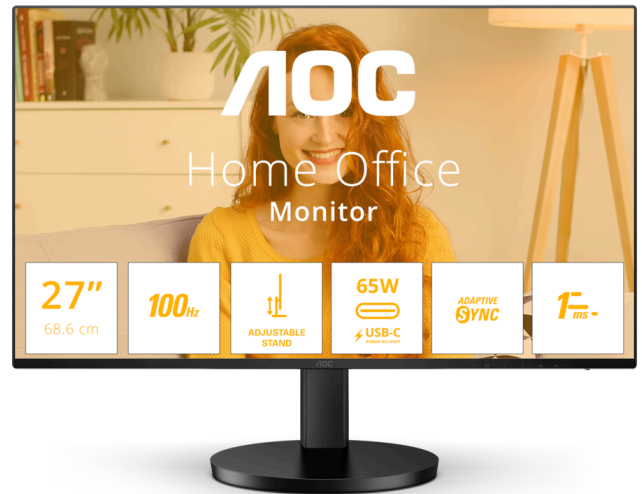 AOC
Home Office
Monitor
27"
68.6 cm
100Hz
ADJUSTABLE
STAND
65W
USB-C
POWER DELIVERY
ADAPTIVE
SYNC
1ms
AOC